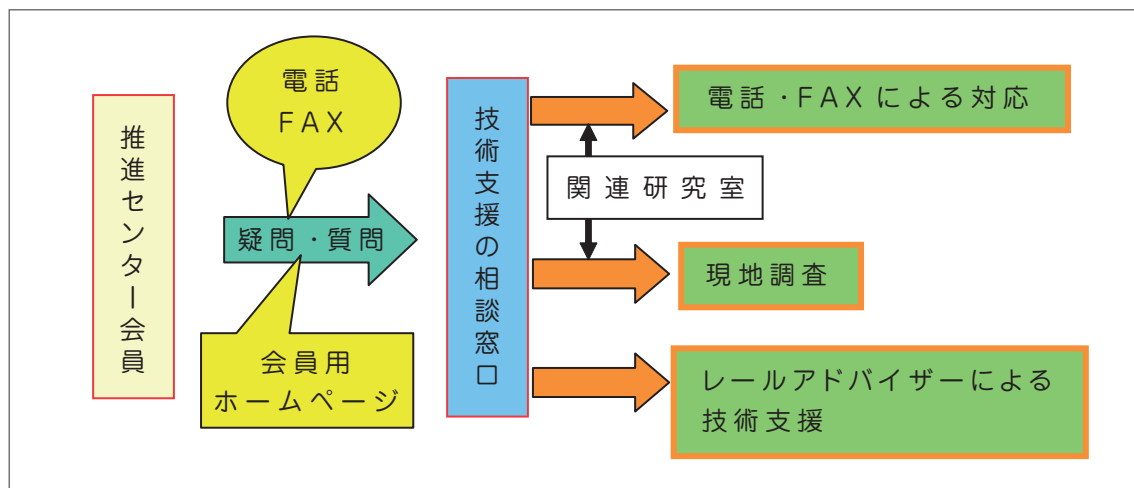 推進センター会員
電話
FAX
疑問・質問
会員用
ホームページ
技術支援の相談窓口
電話・FAXによる対応
関連研究室
現地調査
レールアドバイザーによる
技術支援